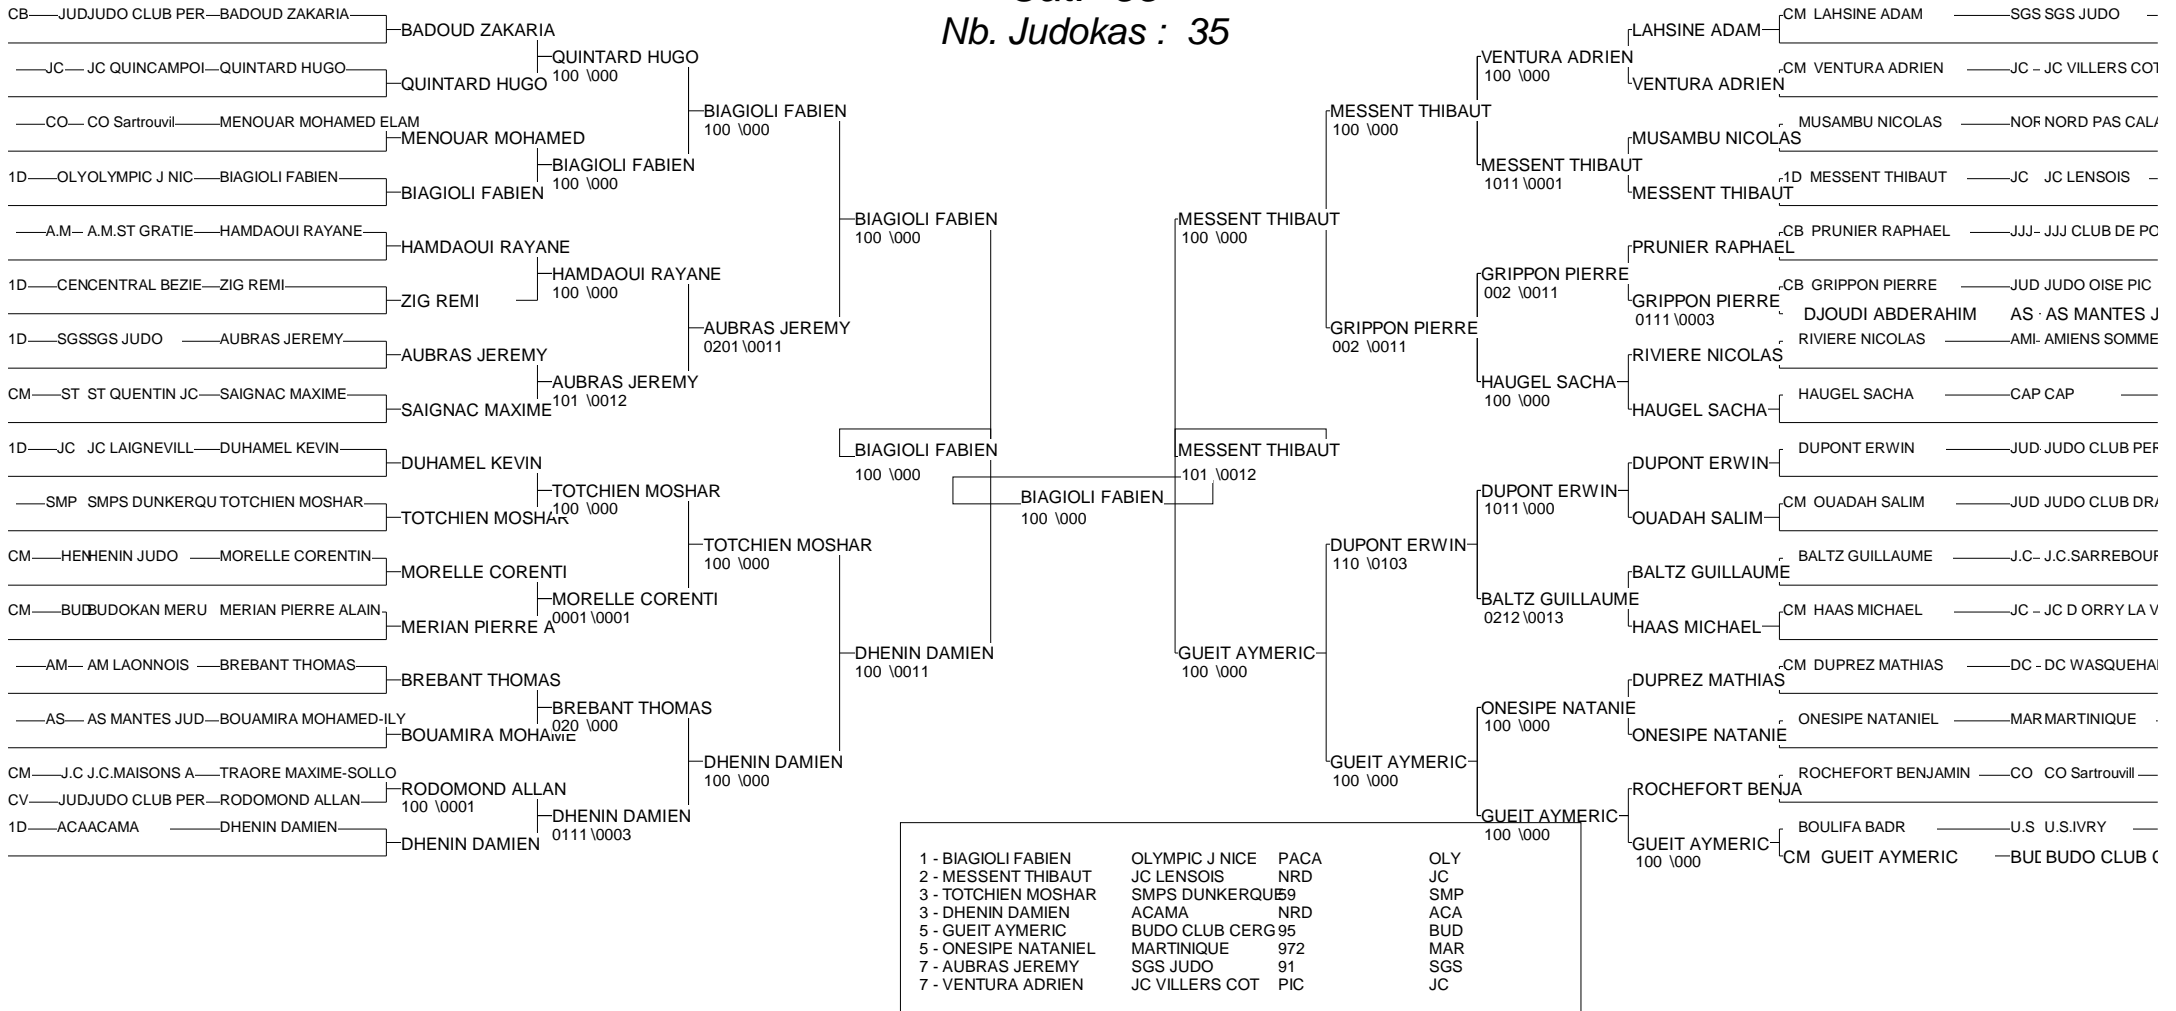 Nb. Judokas : 35
CB JUD JUDO CLUB PER BADOUD ZAKARIA
JC JC QUINCAMPOI QUINTARD HUGO
CO CO Sartrouvil MENOUAR MOHAMED ELAM
1D OLY OLYMPIC J NIC BIAGIOLI FABIEN
A.M A.M.ST GRATIE HAMDAOUI RAYANE
1D CEN CENTRAL BEZIE ZIG REMI
1D SGS SGS JUDO AUBRAS JEREMY
CM ST ST QUENTIN JC SAIGNAC MAXIME
1D JC JC LAIGNEVILL DUHAMEL KEVIN
SMP SMPS DUNKERQU TOTCHIEN MOSHAR
CM HEN HENIN JUDO MORELLE CORENTIN
CM BUD BUDOKAN MERU MERIAN PIERRE ALAIN
AM AM LAONNOIS BREBANT THOMAS
AS AS MANTES JUD BOUAMIRA MOHAMED-ILY
CM J.C J.C.MAISONS A TRAORE MAXIME-SOLLO
CV JUD JUDO CLUB PER RODOMOND ALLAN
1D ACA ACAMA DHENIN DAMIEN
BADOUD ZAKARIA
QUINTARD HUGO
MENOUAR MOHAMED
BIAGIOLI FABIEN
HAMDAOUI RAYANE
ZIG REMI
AUBRAS JEREMY
SAIGNAC MAXIME
DUHAMEL KEVIN
TOTCHIEN MOSHAR
MORELLE CORENTI
MERIAN PIERRE A
BREBANT THOMAS
BOUAMIRA MOHAME
RODOMOND ALLAN
100 \0001
DHENIN DAMIEN
QUINTARD HUGO
100 \000
BIAGIOLI FABIEN
100 \000
HAMDAOUI RAYANE
100 \000
AUBRAS JEREMY
101 \0012
TOTCHIEN MOSHAR
100 \000
MORELLE CORENTI
0001 \0001
BREBANT THOMAS
020 \000
DHENIN DAMIEN
0111 \0003
BIAGIOLI FABIEN
100 \000
AUBRAS JEREMY
0201 \0011
TOTCHIEN MOSHAR
100 \000
DHENIN DAMIEN
100 \000
BIAGIOLI FABIEN
100 \000
DHENIN DAMIEN
100 \0011
BIAGIOLI FABIEN
100 \000
BIAGIOLI FABIEN
100 \000
MESSENT THIBAUT
101 \0012
MESSENT THIBAUT
100 \000
GUEIT AYMERIC
100 \000
MESSENT THIBAUT
100 \000
GRIPPON PIERRE
002 \0011
DUPONT ERWIN
110 \0103
GUEIT AYMERIC
100 \000
VENTURA ADRIEN
100 \000
MESSENT THIBAUT
1011 \0001
GRIPPON PIERRE
002 \0011
HAUGEL SACHA
100 \000
DUPONT ERWIN
1011 \000
BALTZ GUILLAUME
0212 \0013
ONESIPE NATANIE
100 \000
GUEIT AYMERIC
100 \000
LAHSINE ADAM
VENTURA ADRIEN
MUSAMBU NICOLAS
MESSENT THIBAUT
PRUNIER RAPHAEL
GRIPPON PIERRE
0111 \0003
RIVIERE NICOLAS
HAUGEL SACHA
DUPONT ERWIN
OUADAH SALIM
BALTZ GUILLAUME
HAAS MICHAEL
DUPREZ MATHIAS
ONESIPE NATANIE
ROCHEFORT BENJA
GUEIT AYMERIC
100 \000
CM LAHSINE ADAM SGS SGS JUDO
CM VENTURA ADRIEN JC JC VILLERS COT
MUSAMBU NICOLAS NOR NORD PAS CALA
1D MESSENT THIBAUT JC JC LENSOIS
CB PRUNIER RAPHAEL JJJ JJJ CLUB DE PO
CB GRIPPON PIERRE JUD JUDO OISE PIC
DJOUDI ABDERAHIM AS AS MANTES J
RIVIERE NICOLAS AMI AMIENS SOMME
HAUGEL SACHA CAP CAP
DUPONT ERWIN JUD JUDO CLUB PER
CM OUADAH SALIM JUD JUDO CLUB DRA
BALTZ GUILLAUME J.C J.C.SARREBOUR
CM HAAS MICHAEL JC JC D ORRY LA V
CM DUPREZ MATHIAS DC DC WASQUEHA
ONESIPE NATANIEL MAR MARTINIQUE
ROCHEFORT BENJAMIN CO CO Sartrouvill
BOULIFA BADR U.S U.S.IVRY
CM GUEIT AYMERIC BUD BUDO CLUB C
1 - BIAGIOLI FABIEN OLYMPIC J NICE PACA OLY
2 - MESSENT THIBAUT JC LENSOIS NRD JC
3 - TOTCHIEN MOSHAR SMPS DUNKERQUE 59 SMP
3 - DHENIN DAMIEN ACAMA NRD ACA
5 - GUEIT AYMERIC BUDO CLUB CERG 95 BUD
5 - ONESIPE NATANIEL MARTINIQUE 972 MAR
7 - AUBRAS JEREMY SGS JUDO 91 SGS
7 - VENTURA ADRIEN JC VILLERS COT PIC JC